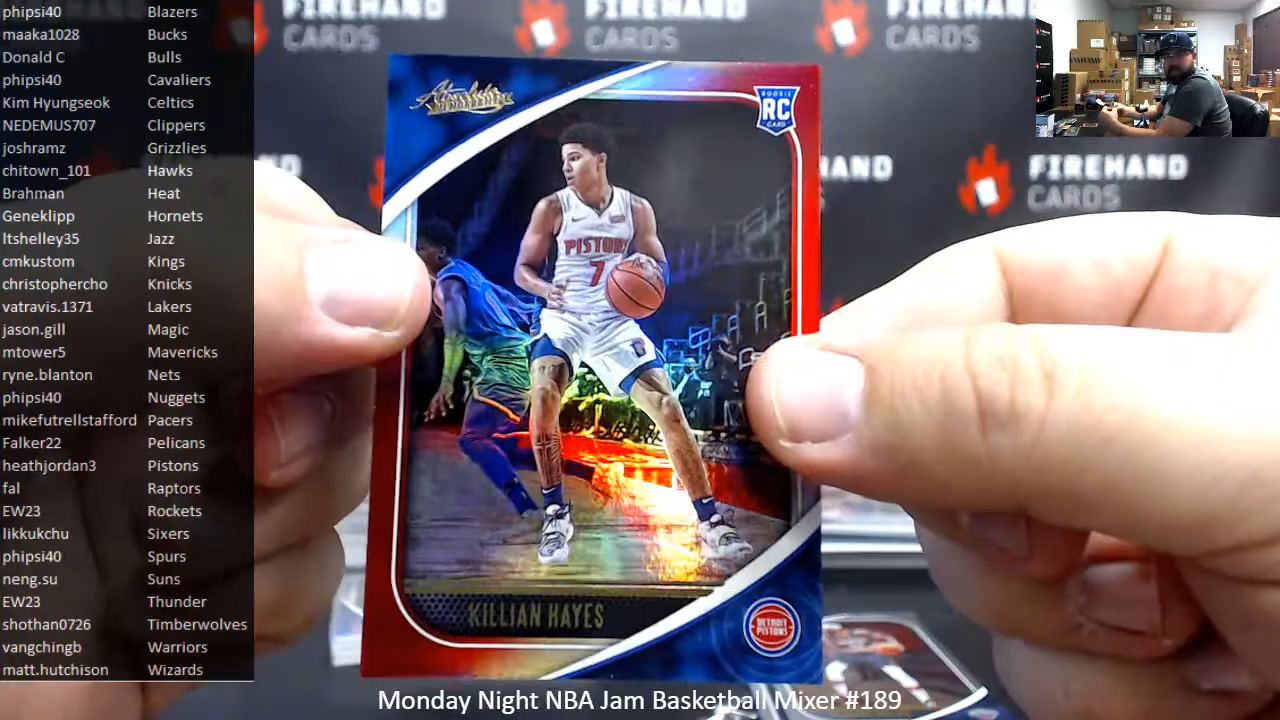 phipsi40 Blazers
maaka1028 Bucks
Donald C Bulls
phipsi40 Cavaliers
Kim Hyungseok Celtics
NEDEMUS707 Clippers
joshramz Grizzlies
chitown_101 Hawks
Brahman Heat
Geneklipp Hornets
ltshelley35 Jazz
cmkustom Kings
christophercho Knicks
vatravis.1371 Lakers
jason.gill Magic
mtower5 Mavericks
ryne.blanton Nets
phipsi40 Nuggets
mikefutrellstafford Pacers
Falker22 Pelicans
heathjordan3 Pistons
fal Raptors
EW23 Rockets
likkukchu Sixers
phipsi40 Spurs
neng.su Suns
EW23 Thunder
shothan0726 Timberwolves
vangchingb Warriors
matt.hutchison Wizards
FIREHAND
CARDS
FIREHAND
CARDS
FIREHAND
CARDS
HAND
FIREHAND
CARDS
Absolute
ROOKIE
RC
CARD
PISTONS
7
KILLIAN HAYES
DETROIT
PISTONS
Monday Night NBA Jam Basketball Mixer #189